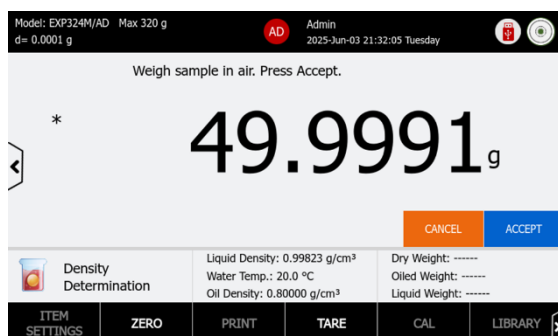 Model: EXP324M/AD Max 320 g
d= 0.0001 g
AD
Admin
2025-Jun-03 21:32:05 Tuesday
Weigh sample in air. Press Accept.
*
49.9991 g
CANCEL
ACCEPT
Density
Determination
Liquid Density: 0.99823 g/cm³
Water Temp.: 20.0 °C
Oil Density: 0.80000 g/cm³
Dry Weight: ------
Oiled Weight: ------
Liquid Weight: ------
ITEM
SETTINGS
ZERO
PRINT
TARE
CAL
LIBRARY